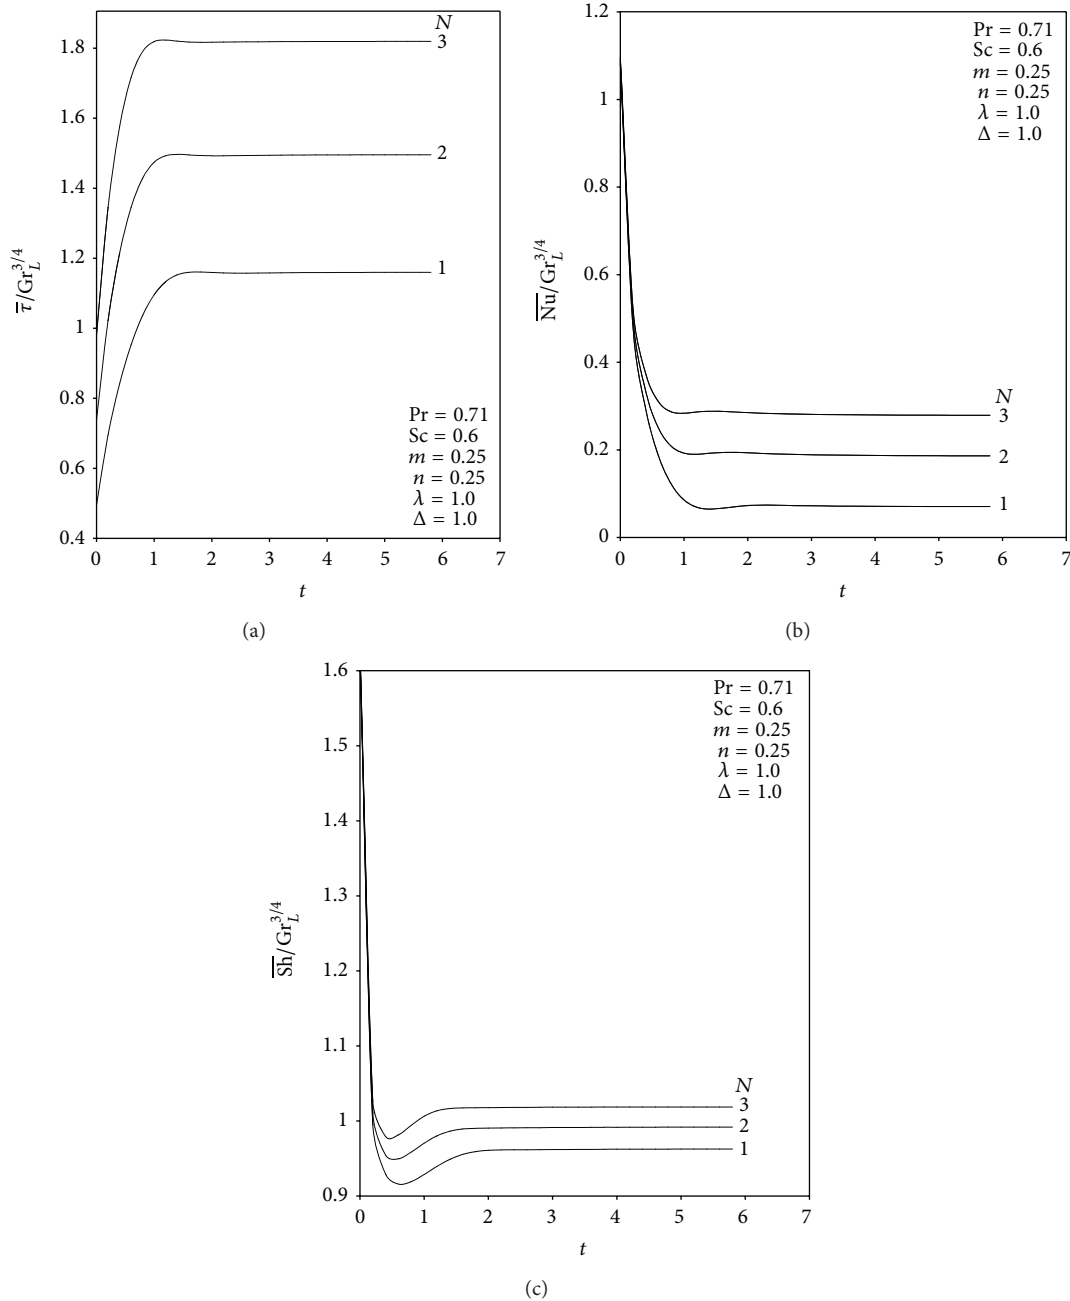 N
3
2
1
1.8
1.6
1.4
1.2
1
0.8
0.6
0.4
τ̅/Gr_L^{3/4}
Pr = 0.71
Sc = 0.6
m = 0.25
n = 0.25
λ = 1.0
Δ = 1.0
0 1 2 3 4 5 6 7
t
(a)
1.2
1
0.8
0.6
0.4
0.2
0
N̅u̅/Gr_L^{3/4}
Pr = 0.71
Sc = 0.6
m = 0.25
n = 0.25
λ = 1.0
Δ = 1.0
N
3
2
1
0 1 2 3 4 5 6 7
t
(b)
1.6
1.5
1.4
1.3
1.2
1.1
1
0.9
S̅h̅/Gr_L^{3/4}
Pr = 0.71
Sc = 0.6
m = 0.25
n = 0.25
λ = 1.0
Δ = 1.0
N
3
2
1
0 1 2 3 4 5 6 7
t
(c)